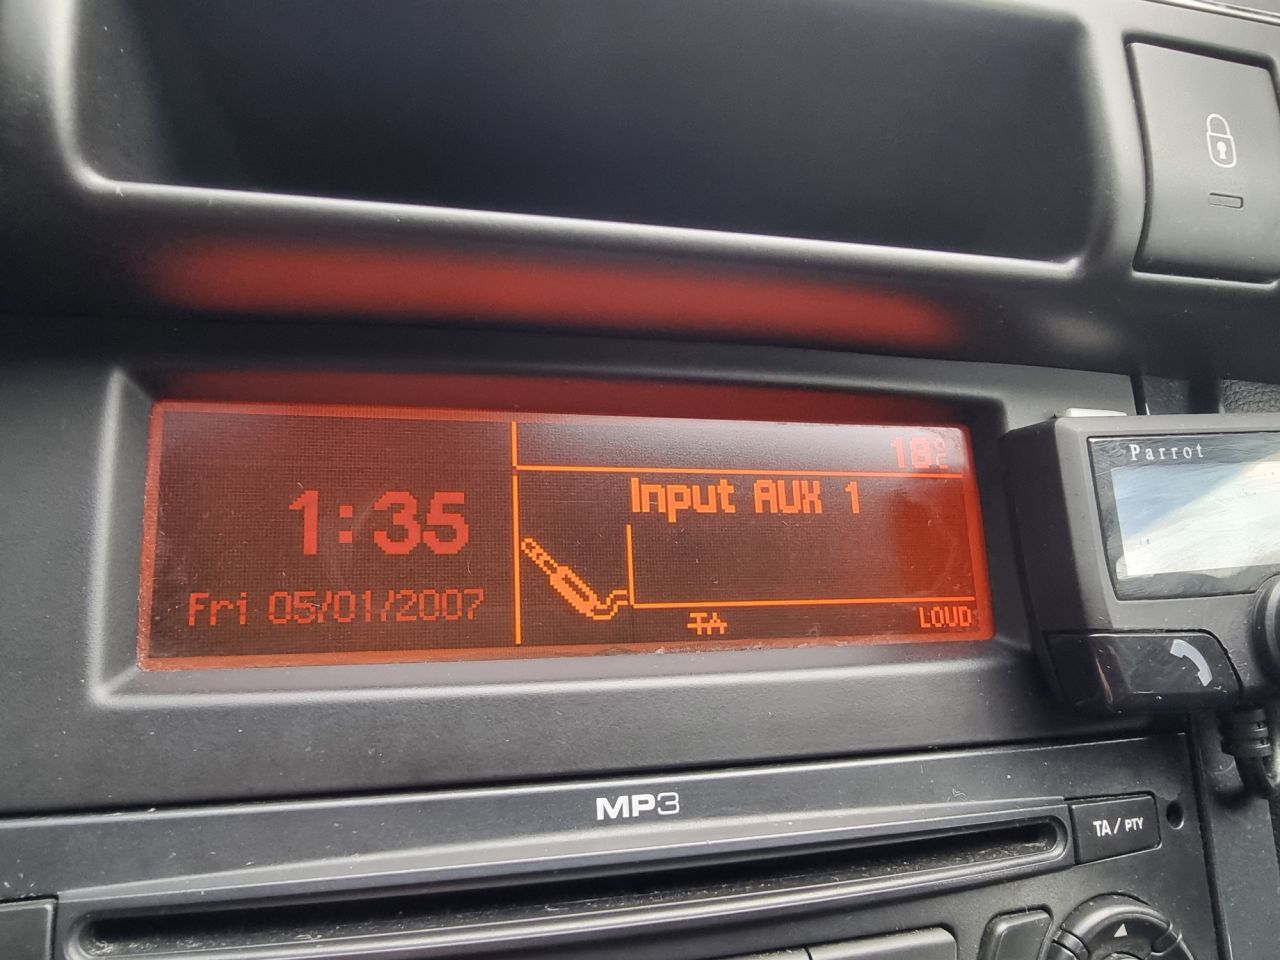 18°C
Input AUX 1
1:35
Fri 05/01/2007
TA
LOUD
Parrot
MP3
TA / PTY